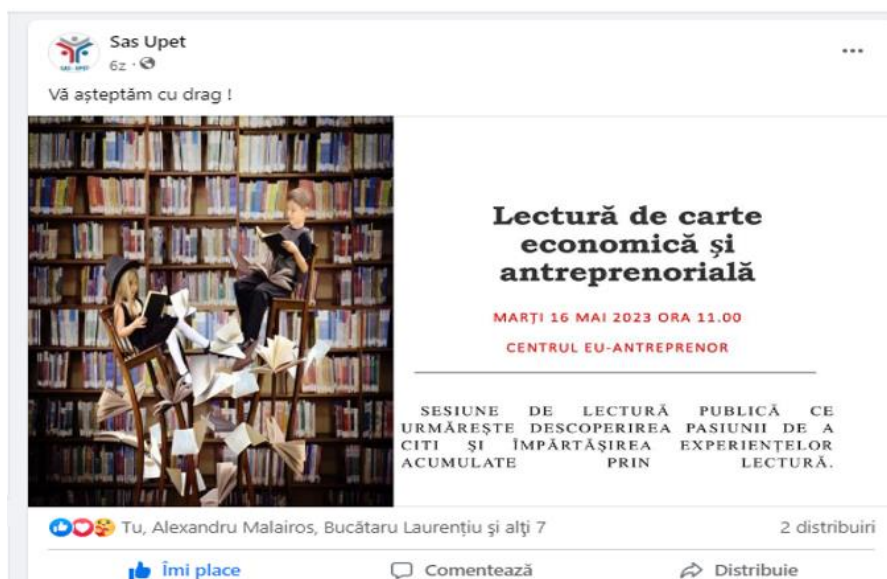 Sas Upet
6z ·
SAS - UPET
Vă așteptăm cu drag !
Lectură de carte
economică și
antreprenorială
MARȚI 16 MAI 2023 ORA 11.00
CENTRUL EU-ANTREPRENOR
SESIUNE DE LECTURĂ PUBLICĂ CE
URMĂREȘTE DESCOPERIREA PASIUNII DE A
CITI ȘI ÎMPĂRTĂȘIREA EXPERIENȚELOR
ACUMULATE PRIN LECTURĂ.
Tu, Alexandru Malairos, Bucătaru Laurențiu și alți 7
2 distribuiri
Îmi place
Comentează
Distribuie